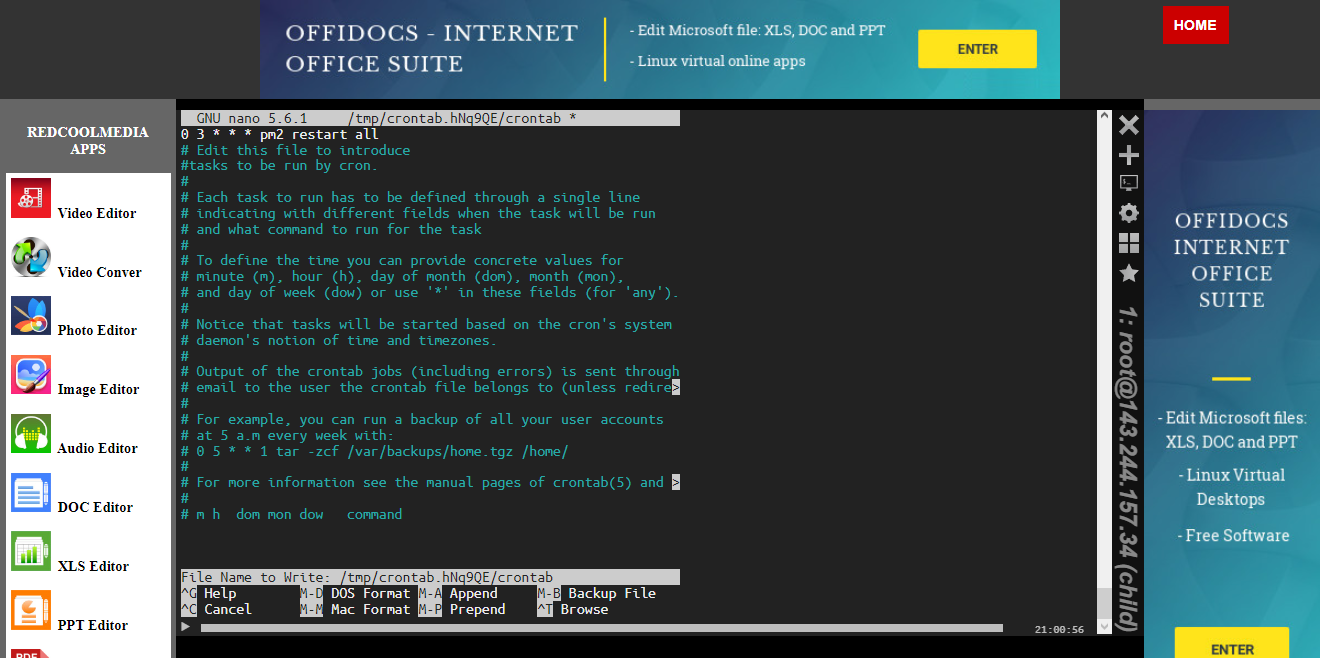 OFFIDOCS - INTERNET
OFFICE SUITE
- Edit Microsoft file: XLS, DOC and PPT
- Linux virtual online apps
ENTER
HOME
REDCOOLMEDIA
APPS
Video Editor
Video Conver
Photo Editor
Image Editor
Audio Editor
DOC Editor
XLS Editor
PPT Editor
PDF
GNU nano 5.6.1     /tmp/crontab.hNq9QE/crontab *
0 3 * * * pm2 restart all
# Edit this file to introduce
#tasks to be run by cron.
#
# Each task to run has to be defined through a single line
# indicating with different fields when the task will be run
# and what command to run for the task
#
# To define the time you can provide concrete values for
# minute (m), hour (h), day of month (dom), month (mon),
# and day of week (dow) or use '*' in these fields (for 'any').
#
# Notice that tasks will be started based on the cron's system
# daemon's notion of time and timezones.
#
# Output of the crontab jobs (including errors) is sent through
# email to the user the crontab file belongs to (unless redire>
#
# For example, you can run a backup of all your user accounts
# at 5 a.m every week with:
# 0 5 * * 1 tar -zcf /var/backups/home.tgz /home/
#
# For more information see the manual pages of crontab(5) and >
#
# m h  dom mon dow   command
File Name to Write: /tmp/crontab.hNq9QE/crontab
^G Help        M-D DOS Format M-A Append     M-B Backup File
^C Cancel      M-M Mac Format M-P Prepend    ^T Browse
21:00:56
1: root@143.244.157.34 (child)
OFFIDOCS
INTERNET
OFFICE
SUITE
- Edit Microsoft files:
XLS, DOC and PPT
- Linux Virtual
Desktops
- Free Software
ENTER